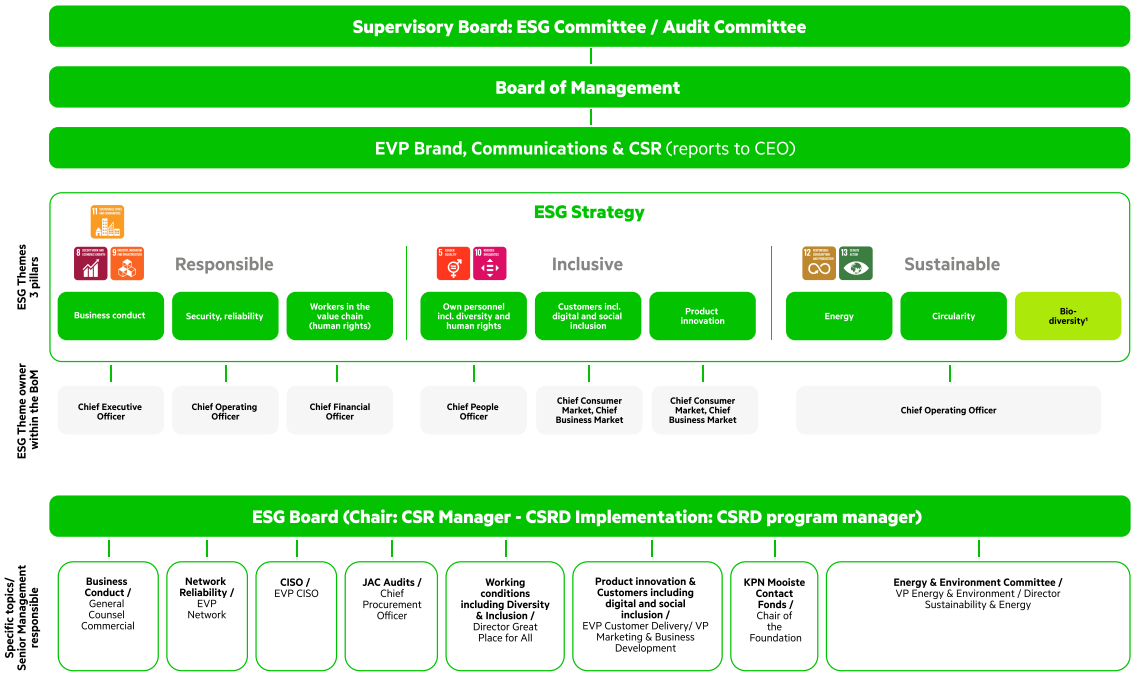 Supervisory Board: ESG Committee / Audit Committee
Board of Management
EVP Brand, Communications & CSR (reports to CEO)
ESG Strategy
ESG Themes
3 pillars
11
8
9
Responsible
5
10
Inclusive
12
13
Sustainable
Business conduct
Security, reliability
Workers in the
value chain
(human rights)
Own personnel
incl. diversity and
human rights
Customers incl.
digital and social
inclusion
Product
innovation
Energy
Circularity
Bio-
diversity¹
ESG Theme owner
within the BoM
Chief Executive
Officer
Chief Operating
Officer
Chief Financial
Officer
Chief People
Officer
Chief Consumer
Market, Chief
Business Market
Chief Consumer
Market, Chief
Business Market
Chief Operating Officer
ESG Board (Chair: CSR Manager - CSRD Implementation: CSRD program manager)
Specific topics/
Senior Management
responsible
Business
Conduct /
General
Counsel
Commercial
Network
Reliability /
EVP
Network
CISO /
EVP CISO
JAC Audits /
Chief
Procurement
Officer
Working
conditions
including Diversity
& Inclusion /
Director Great
Place for All
Product innovation &
Customers including
digital and social
inclusion /
EVP Customer Delivery/ VP
Marketing & Business
Development
KPN Mooiste
Contact
Fonds /
Chair of
the
Foundation
Energy & Environment Committee /
VP Energy & Environment / Director
Sustainability & Energy